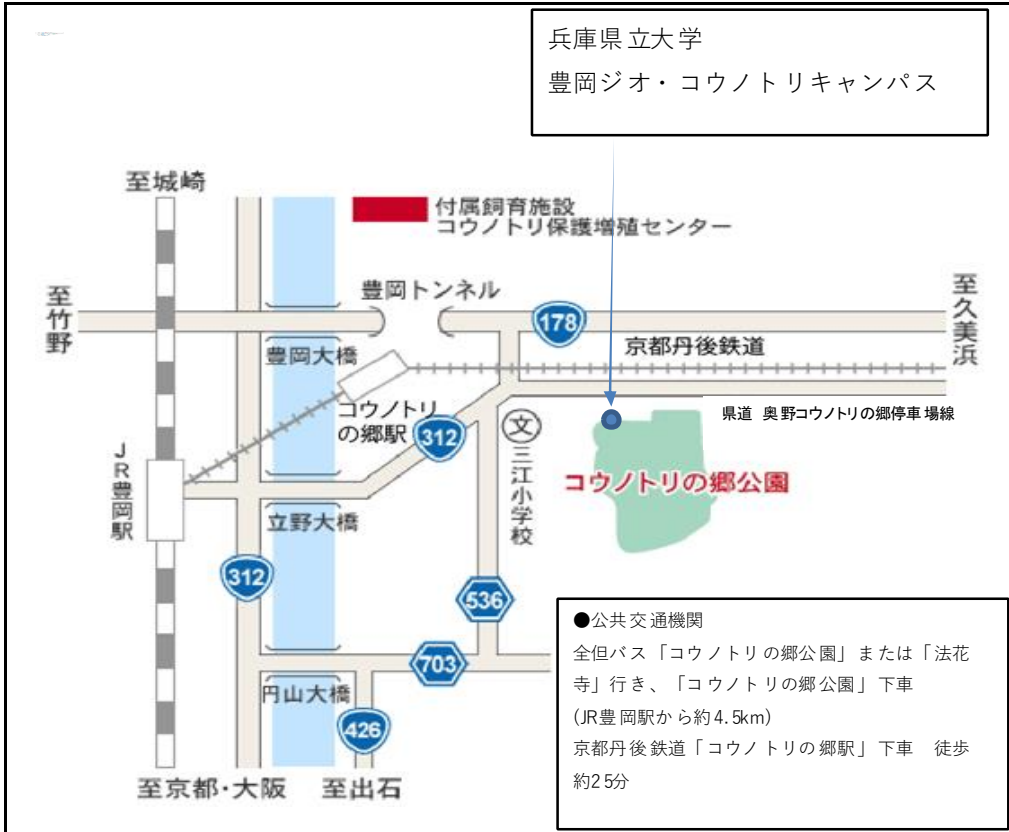 兵庫県立大学
豊岡ジオ・コウノトリキャンパス
至城崎
付属飼育施設
コウノトリ保護増殖センター
至竹野
豊岡トンネル
178
至久美浜
京都丹後鉄道
豊岡大橋
コウノトリ
の郷駅
312
県道 奥野コウノトリの郷停車場線
文
三江小学校
コウノトリの郷公園
JR豊岡駅
立野大橋
312
536
703
円山大橋
426
至京都・大阪
至出石
●公共交通機関
全但バス「コウノトリの郷公園」または「法花
寺」行き、「コウノトリの郷公園」下車
(JR豊岡駅から約4.5km)
京都丹後鉄道「コウノトリの郷駅」下車 徒歩
約25分